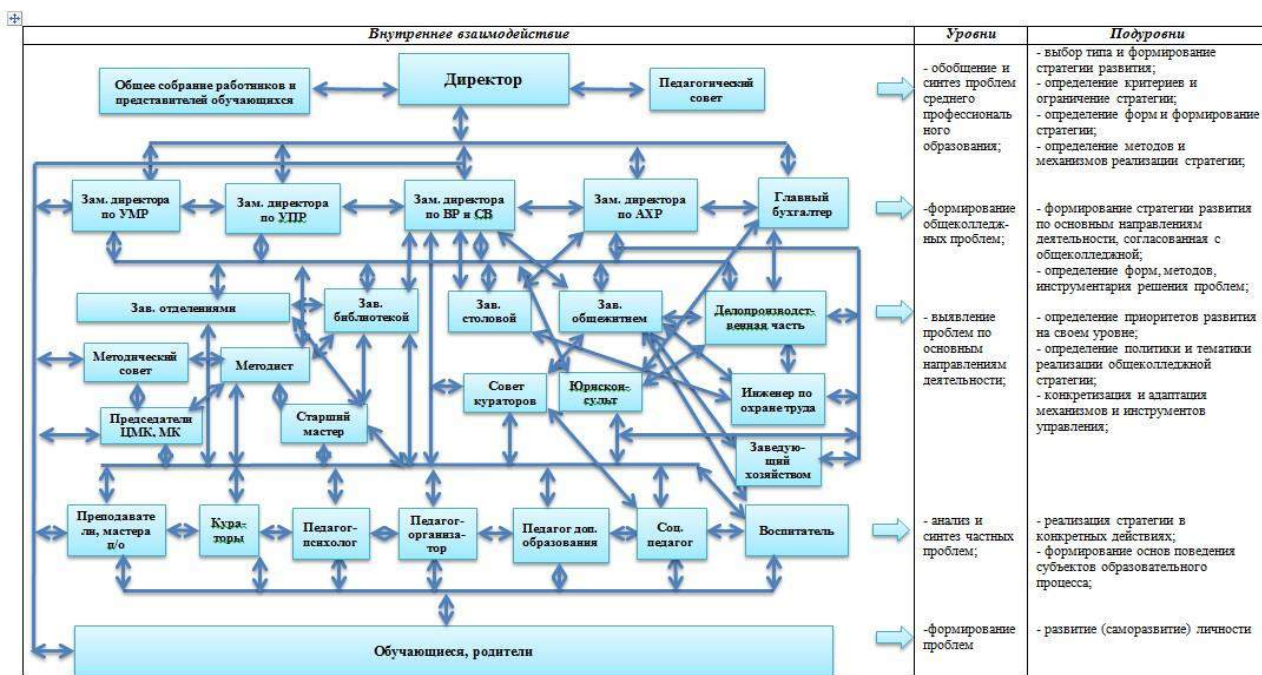 Внутреннее взаимодействие
Уровни
Подуровни
Общее собрание работников и
представителей обучающихся
Директор
Педагогический
совет
- обобщение и
синтез проблем
среднего
профессиональ
ного
образования;
- выбор типа и формирование
стратегии развития;
- определение критериев и
ограничение стратегии;
- определение форм и формирование
стратегии;
- определение методов и
механизмов реализации стратегии;
Зам. директора
по УМР
Зам. директора
по УПР
Зам. директора
по ВР и СВ
Зам. директора
по АХР
Главный
бухгалтер
-формирование
общеколледж-
ных проблем;
- формирование стратегии развития
по основным направлениям
деятельности, согласованная с
общеколледжной;
- определение форм, методов,
инструментария решения проблем;
Зав. отделениями
Зав.
библиотекой
Зав.
столовой
Зав.
общежитием
Делопроизводст-
венная часть
- выявление
проблем по
основным
направлениям
деятельности;
- определение приоритетов развития
на своем уровне;
- определение политики и тематики
реализации общеколледжной
стратегии;
- конкретизация и адаптация
механизмов и инструментов
управления;
Методический
совет
Методист
Совет
кураторов
Юрискон-
сульт
Инженер по
охране труда
Председатели
ЦМК, МК
Старший
мастер
Заведую-
щий
хозяйством
Преподавате
ли, мастера
п/о
Кура-
торы
Педагог-
психолог
Педагог-
организа-
тор
Педагог доп.
образования
Соц.
педагог
Воспитатель
- анализ и
синтез частных
проблем;
- реализация стратегии в
конкретных действиях;
- формирование основ поведения
субъектов образовательного
процесса;
Обучающиеся, родители
-формирование
проблем
- развитие (саморазвитие) личности